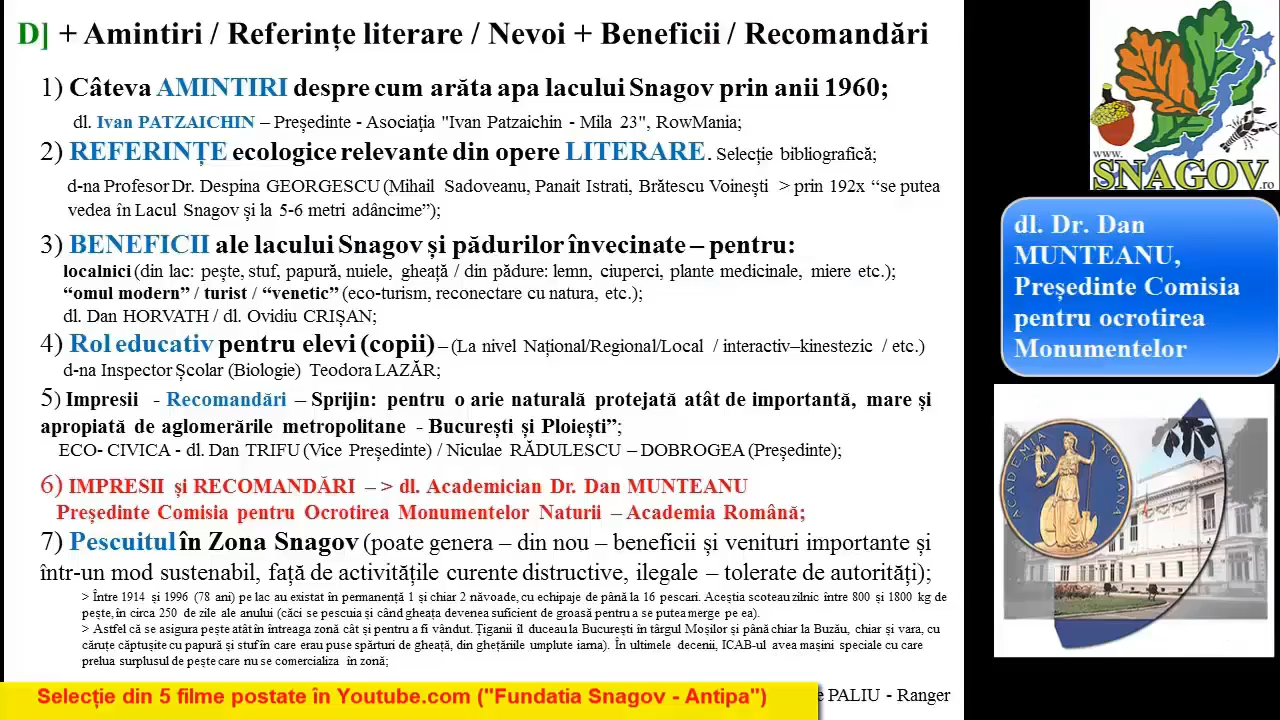 D] + Amintiri / Referințe literare / Nevoi + Beneficii / Recomandări
1) Câteva AMINTIRI despre cum arăta apa lacului Snagov prin anii 1960;
dl. Ivan PATZAICHIN – Președinte - Asociaţia "Ivan Patzaichin - Mila 23", RowMania;
2) REFERINȚE ecologice relevante din opere LITERARE. Selecție bibliografică;
d-na Profesor Dr. Despina GEORGESCU (Mihail Sadoveanu, Panait Istrati, Brătescu Voinești > prin 192x “se putea
vedea în Lacul Snagov și la 5-6 metri adâncime”);
3) BENEFICII ale lacului Snagov și pădurilor învecinate – pentru:
localnici (din lac: pește, stuf, papură, nuiele, gheață / din pădure: lemn, ciuperci, plante medicinale, miere etc.);
“omul modern” / turist / “venetic” (eco-turism, reconectare cu natura, etc.);
dl. Dan HORVATH / dl. Ovidiu CRIȘAN;
4) Rol educativ pentru elevi (copii) – (La nivel Național/Regional/Local / interactiv–kinestezic / etc.)
d-na Inspector Școlar (Biologie) Teodora LAZĂR;
5) Impresii - Recomandări – Sprijin: pentru o arie naturală protejată atât de importantă, mare și
apropiată de aglomerările metropolitane - București și Ploiești”;
ECO- CIVICA - dl. Dan TRIFU (Vice Președinte) / Niculae RĂDULESCU – DOBROGEA (Președinte);
6) IMPRESII și RECOMANDĂRI – > dl. Academician Dr. Dan MUNTEANU
Președinte Comisia pentru Ocrotirea Monumentelor Naturii – Academia Română;
7) Pescuitul în Zona Snagov (poate genera – din nou – beneficii și venituri importante și
într-un mod sustenabil, față de activitățile curente distructive, ilegale – tolerate de autorități);
> Între 1914 și 1996 (78 ani) pe lac au existat în permanență 1 și chiar 2 năvoade, cu echipaje de până la 16 pescari. Aceștia scoteau zilnic între 800 și 1800 kg de
pește, în circa 250 de zile ale anului (căci se pescuia și când gheața devenea suficient de groasă pentru a se putea merge pe ea).
> Astfel că se asigura pește atât în întreaga zonă cât și pentru a fi vândut. Țiganii îl duceau la București în târgul Moșilor și până chiar la Buzău, chiar și vara, cu
căruțe căptușite cu papură și stuf în care erau puse spărturi de gheață, din ghețăriile umplute iarna). În ultimele decenii, ICAB-ul avea mașini speciale cu care
prelua surplusul de pește care nu se comercializa în zonă;
Selecție din 5 filme postate în Youtube.com ("Fundatia Snagov - Antipa")
e PALIU - Ranger
www.
SNAGOV.ro
dl. Dr. Dan
MUNTEANU,
Președinte Comisia
pentru ocrotirea
Monumentelor
ACADEMIA ROMANA